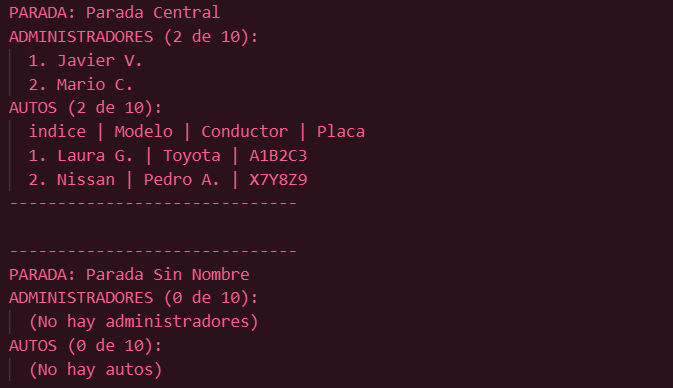 PARADA: Parada Central
ADMINISTRADORES (2 de 10):
1. Javier V.
2. Mario C.
AUTOS (2 de 10):
indice | Modelo | Conductor | Placa
1. Laura G. | Toyota | A1B2C3
2. Nissan | Pedro A. | X7Y8Z9
------------------------------
------------------------------
PARADA: Parada Sin Nombre
ADMINISTRADORES (0 de 10):
(No hay administradores)
AUTOS (0 de 10):
(No hay autos)